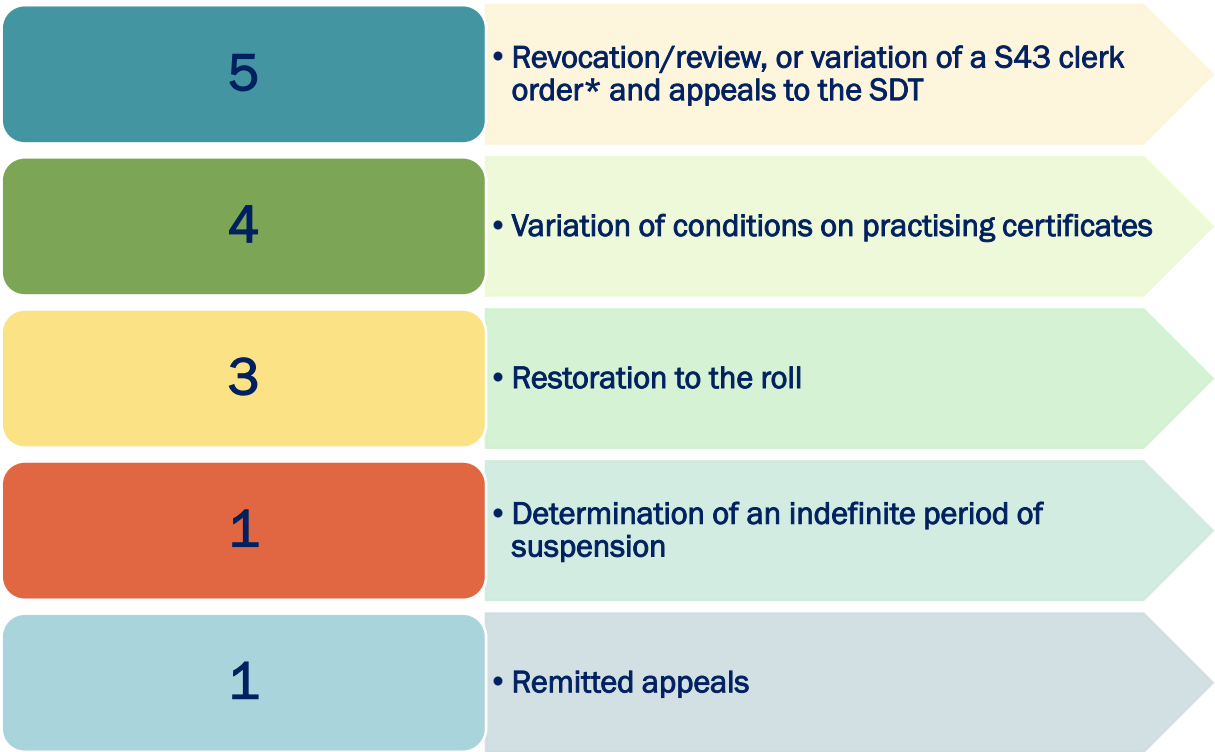 5
• Revocation/review, or variation of a S43 clerk
order* and appeals to the SDT
4
• Variation of conditions on practising certificates
3
• Restoration to the roll
1
• Determination of an indefinite period of
suspension
1
• Remitted appeals